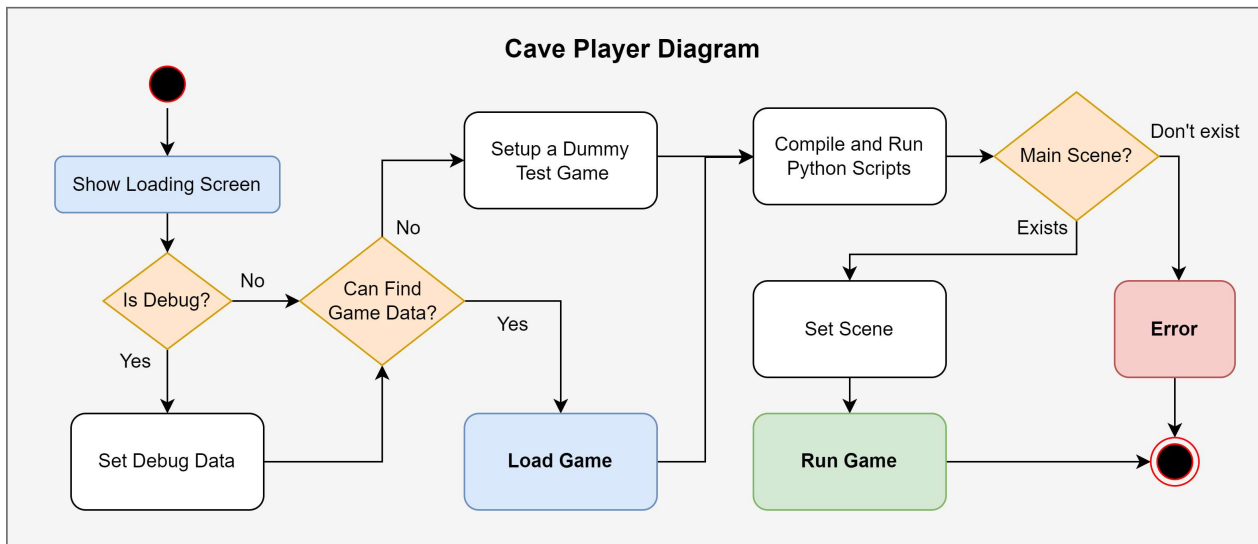 Cave Player Diagram
Show Loading Screen
Is Debug?
No
Yes
Set Debug Data
Can Find
Game Data?
No
Yes
Setup a Dummy
Test Game
Load Game
Compile and Run
Python Scripts
Main Scene?
Don't exist
Exists
Set Scene
Error
Run Game